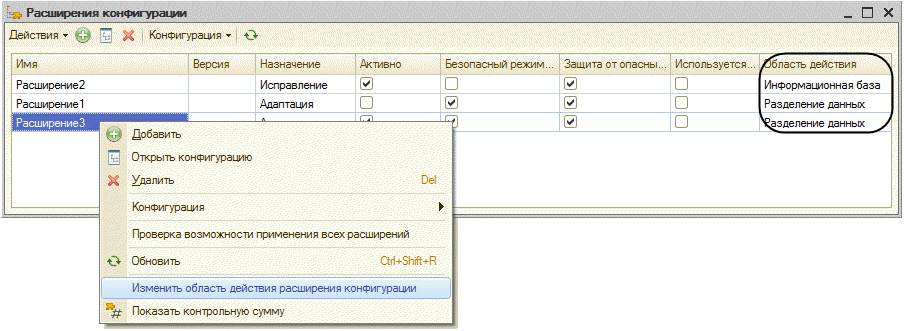 Расширения конфигурации
Действия Конфигурация
Имя Версия Назначение Активно Безопасный режим... Защита от опасны... Используется... Область действия
Расширение2 Исправление Информационная база
Расширение1 Адаптация Разделение данных
Расширение3 Разделение данных
Добавить
Открыть конфигурацию
Удалить Del
Конфигурация
Проверка возможности применения всех расширений
Обновить Ctrl+Shift+R
Изменить область действия расширения конфигурации
Показать контрольную сумму